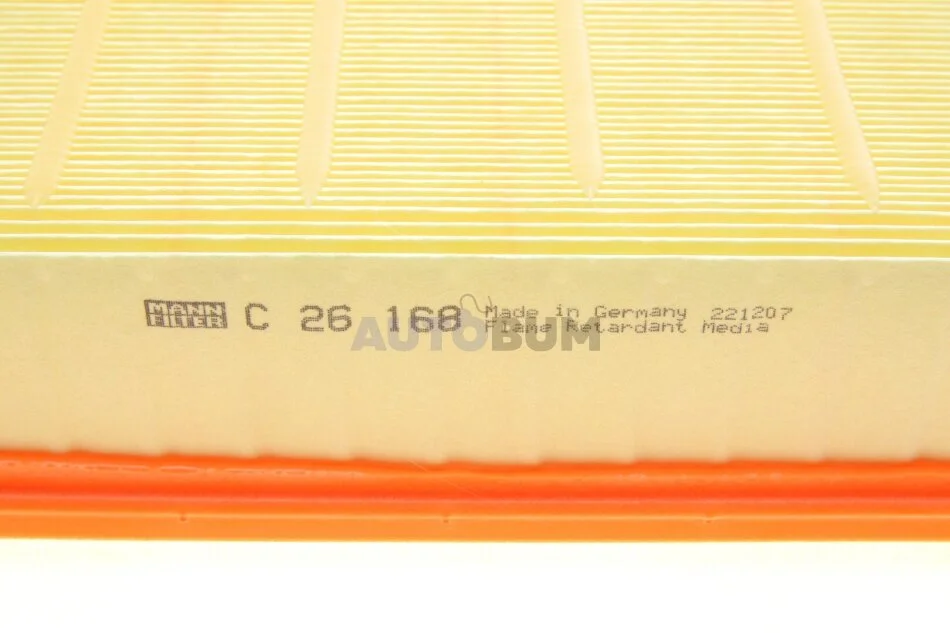 MANN
FILTER
C 26 168
Made in Germany 221207
Flame Retardant Media
AUTOBUM